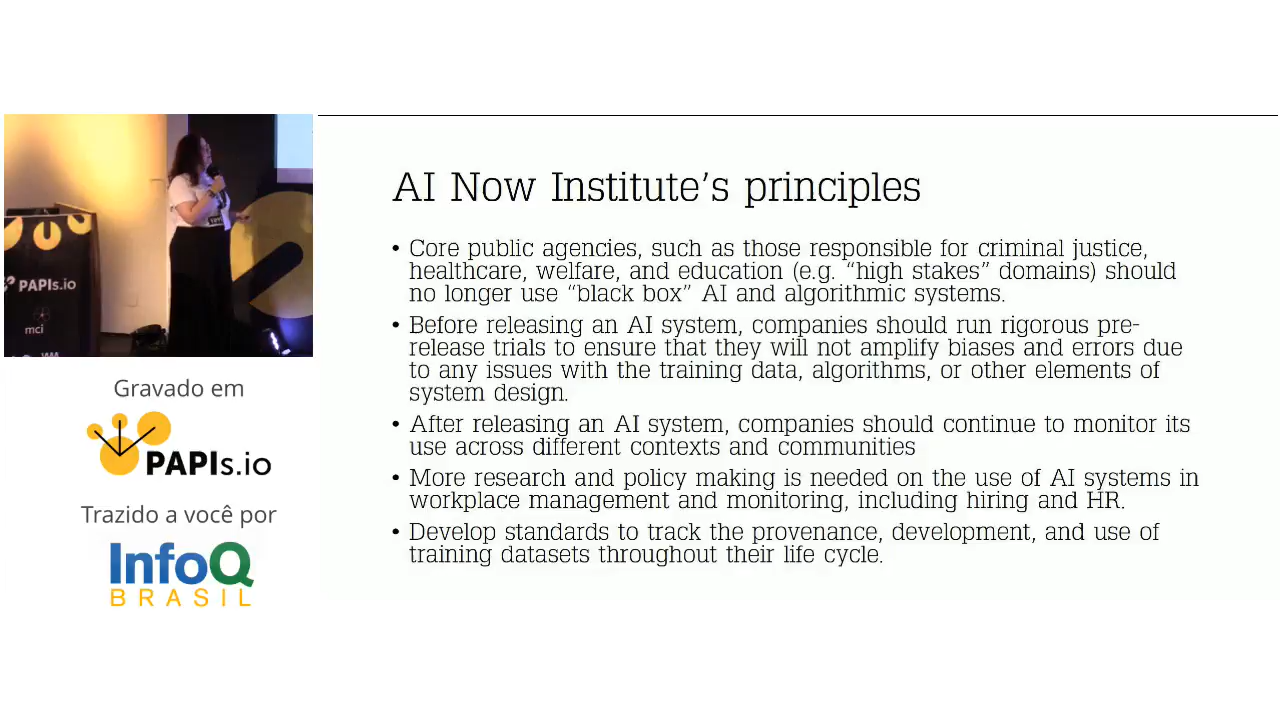 PAPIs.io
mci
Gravado em
PAPIs.io
Trazido a você por
InfoQ
BRASIL
AI Now Institute’s principles
• Core public agencies, such as those responsible for criminal justice,
healthcare, welfare, and education (e.g. “high stakes” domains) should
no longer use “black box” AI and algorithmic systems.
• Before releasing an AI system, companies should run rigorous pre-
release trials to ensure that they will not amplify biases and errors due
to any issues with the training data, algorithms, or other elements of
system design.
• After releasing an AI system, companies should continue to monitor its
use across different contexts and communities
• More research and policy making is needed on the use of AI systems in
workplace management and monitoring, including hiring and HR.
• Develop standards to track the provenance, development, and use of
training datasets throughout their life cycle.